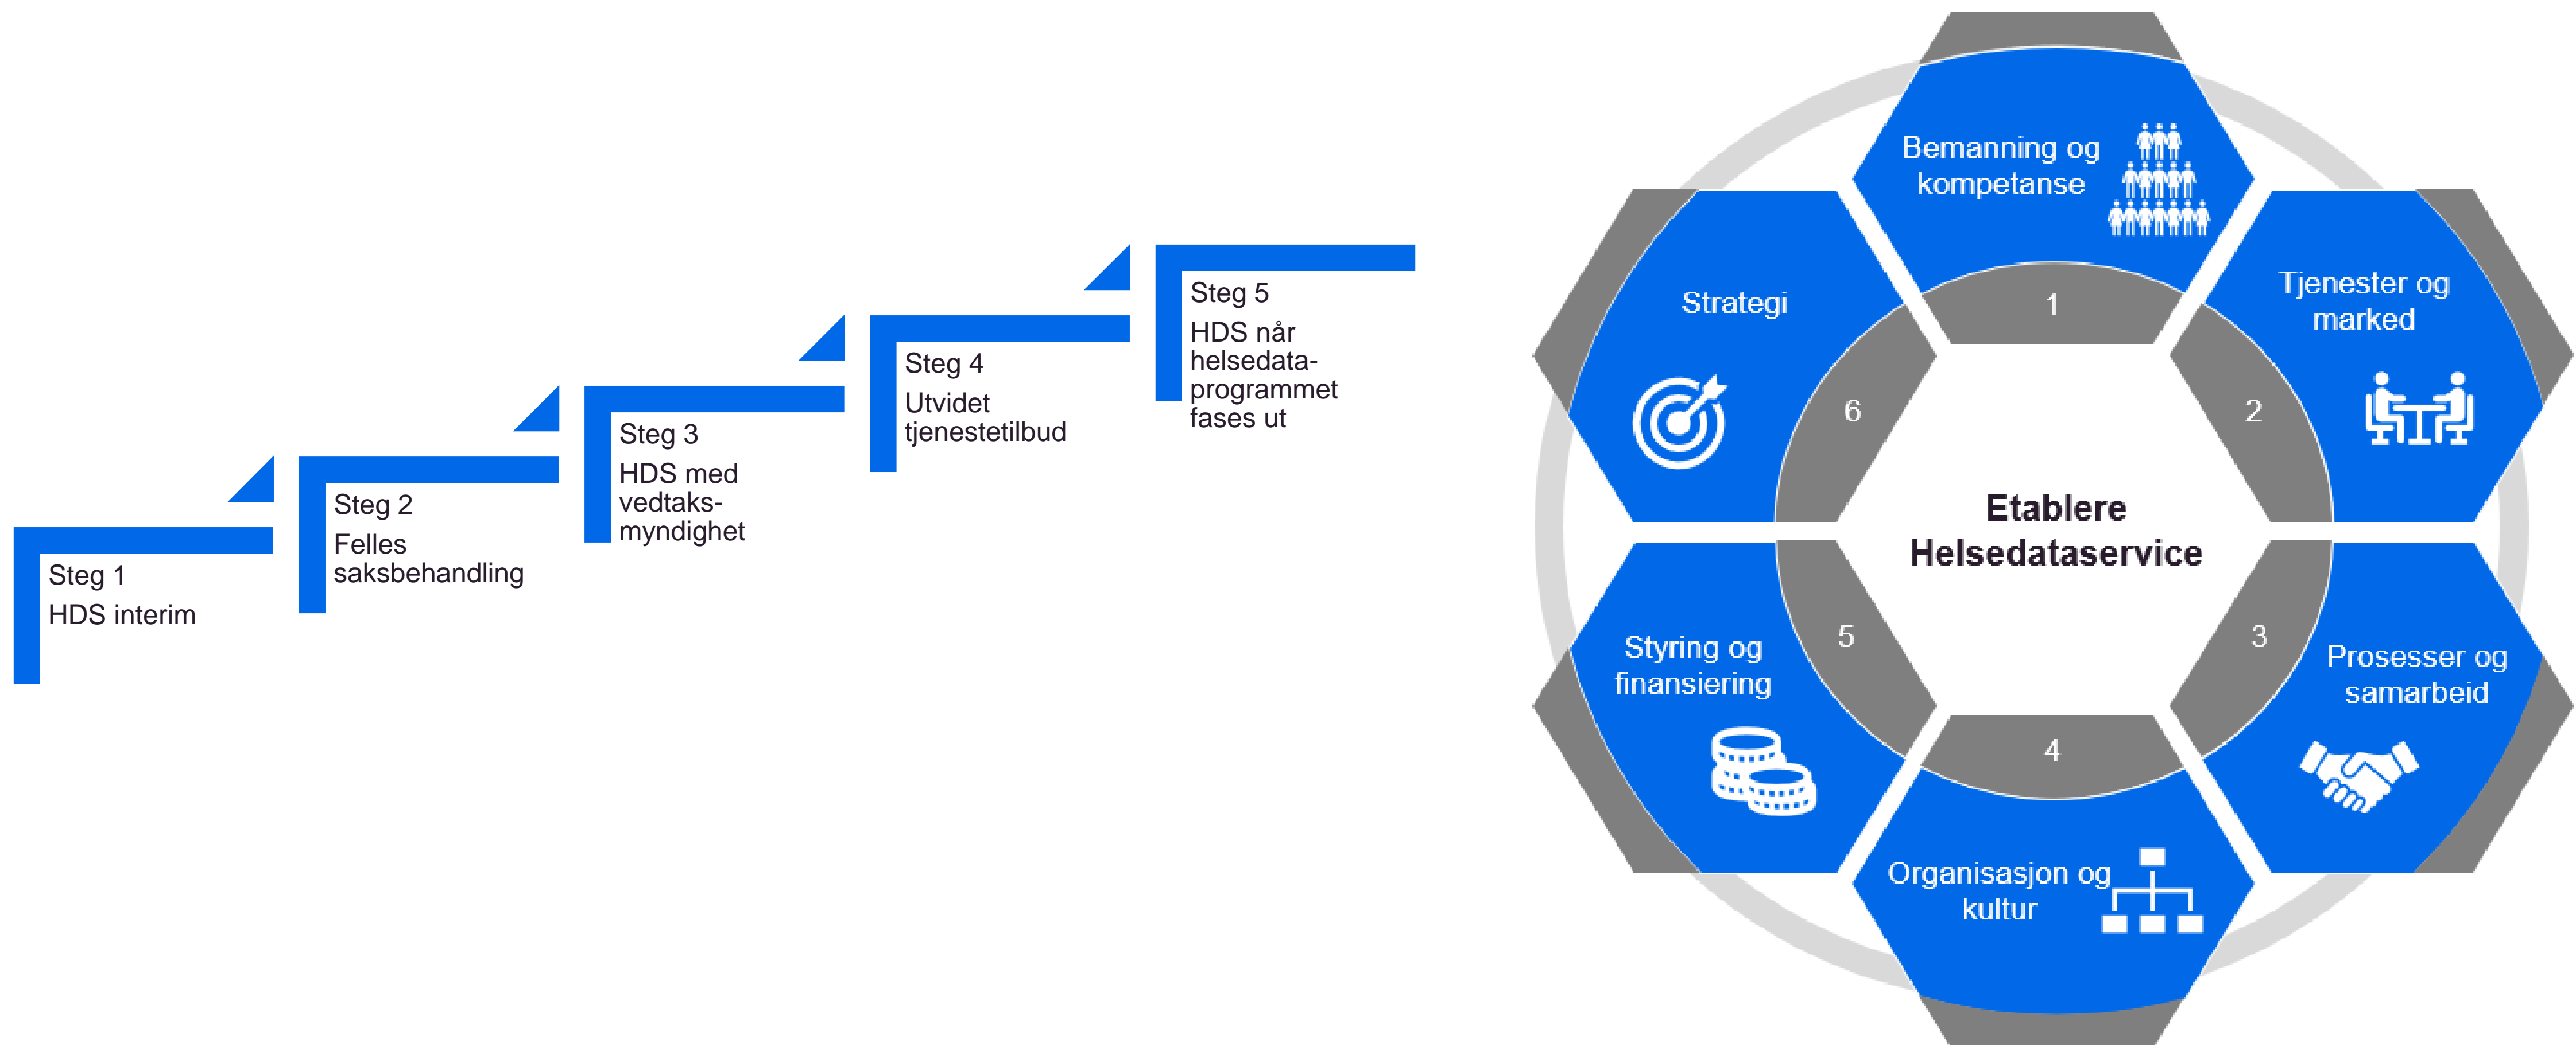 Steg 1
HDS interim
Steg 2
Felles
saksbehandling
Steg 3
HDS med
vedtaks-
myndighet
Steg 4
Utvidet
tjenestetilbud
Steg 5
HDS når
helsedata-
programmet
fases ut
Etablere
Helsedataservice
Bemanning og
kompetanse
1
Tjenester og
marked
2
Prosesser og
samarbeid
3
Organisasjon og
kultur
4
Styring og
finansiering
5
Strategi
6